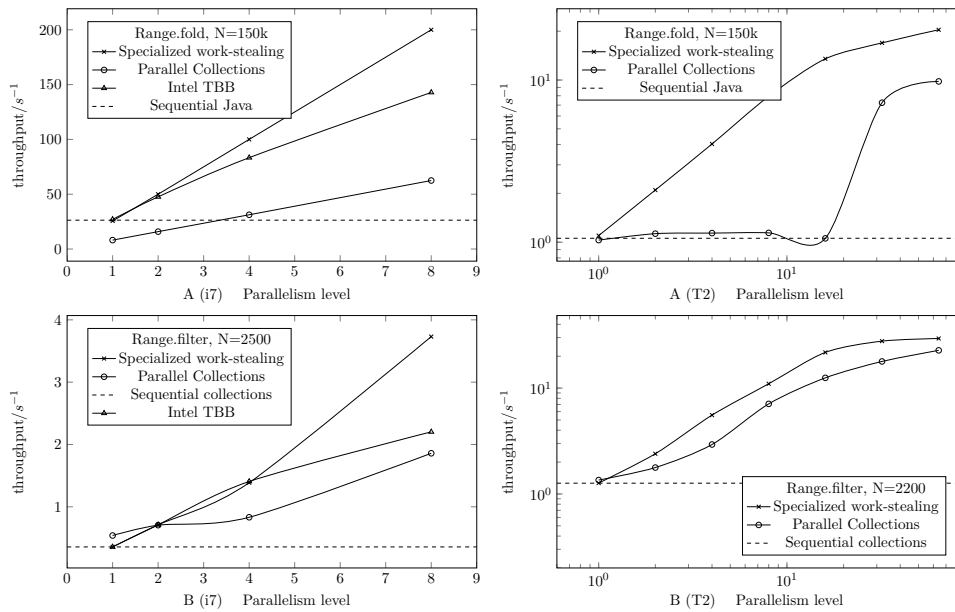 Range.fold, N=150k
Specialized work-stealing
Parallel Collections
Intel TBB
Sequential Java
throughput/s⁻¹
200
150
100
50
0
0 1 2 3 4 5 6 7 8 9
A (i7) Parallelism level
Range.fold, N=150k
Specialized work-stealing
Parallel Collections
Sequential Java
throughput/s⁻¹
10¹
10⁰
10⁰ 10¹
A (T2) Parallelism level
Range.filter, N=2500
Specialized work-stealing
Parallel Collections
Sequential collections
Intel TBB
throughput/s⁻¹
4
3
2
1
0 1 2 3 4 5 6 7 8 9
B (i7) Parallelism level
throughput/s⁻¹
10¹
10⁰
Range.filter, N=2200
Specialized work-stealing
Parallel Collections
Sequential collections
10⁰ 10¹
B (T2) Parallelism level